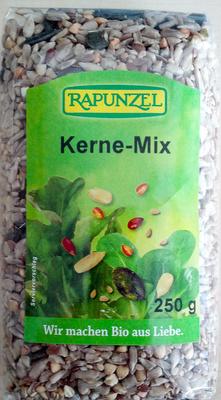 RAPUNZEL
Kerne-Mix
Serviervorschlag
250 g
Wir machen Bio aus Liebe.